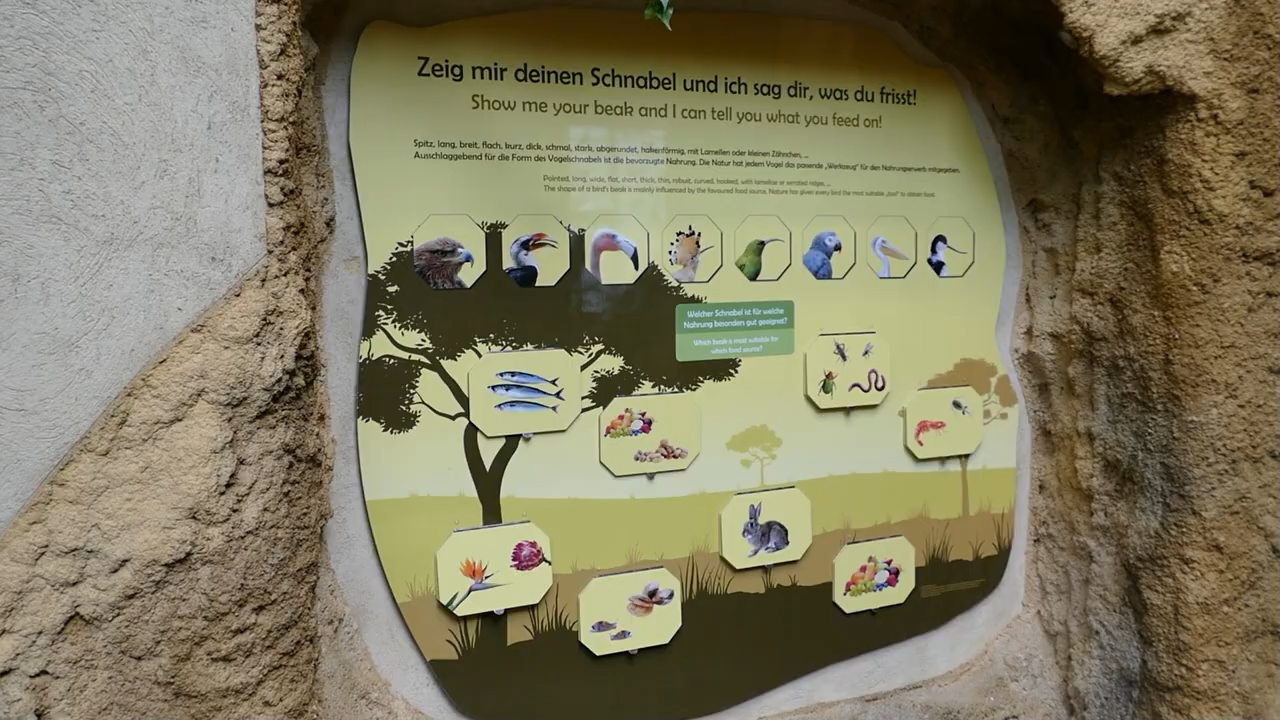 Zeig mir deinen Schnabel und ich sag dir, was du frisst!
Show me your beak and I can tell you what you feed on!
Spitz, lang, breit, flach, kurz, dick, schmal, stark, abgerundet, hakenförmig, mit Lamellen oder kleinen Zähnchen, ...
Ausschlaggebend für die Form des Vogelschnabels ist die bevorzugte Nahrung. Die Natur hat jedem Vogel das passende „Werkzeug“ für den Nahrungserwerb mitgegeben.
Pointed, long, wide, flat, short, thick, thin, robust, curved, hooked, with lamellae or serrated ridges, ...
The shape of a bird's beak is mainly influenced by the favoured food source. Nature has given every bird the most suitable „tool“ to obtain food.
Welcher Schnabel ist für welche
Nahrung besonders gut geeignet?
Which beak is most suitable for
which food source?